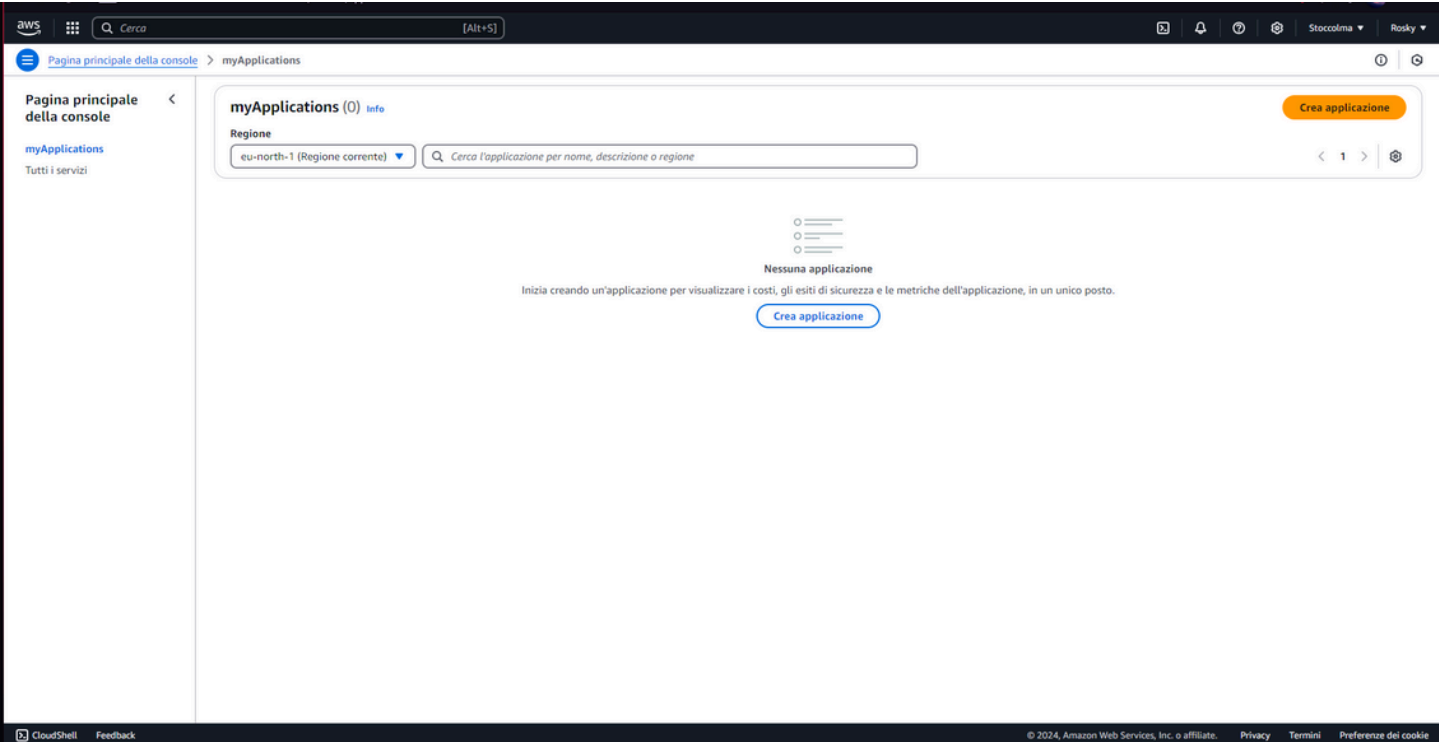 aws
Cerca [Alt+S] Stoccolma Rosky
Pagina principale della console > myApplications
Pagina principale della console
myApplications
Tutti i servizi
myApplications (0) Info
Crea applicazione
Regione
eu-north-1 (Regione corrente)
Cerca l'applicazione per nome, descrizione o regione
< 1 >
Nessuna applicazione
Inizia creando un'applicazione per visualizzare i costi, gli esiti di sicurezza e le metriche dell'applicazione, in un unico posto.
Crea applicazione
CloudShell Feedback
© 2024, Amazon Web Services, Inc. o affiliate. Privacy Termini Preferenze dei cookie